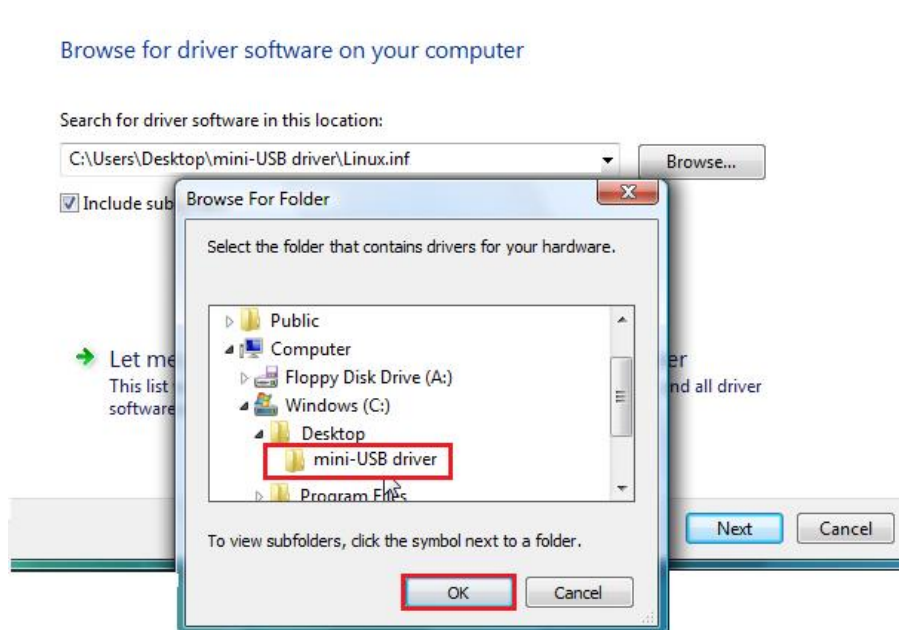 Browse for driver software on your computer
Search for driver software in this location:
C:\Users\Desktop\mini-USB driver\Linux.inf
Browse...
Include sub
Browse For Folder
Select the folder that contains drivers for your hardware.
Public
Computer
Floppy Disk Drive (A:)
Windows (C:)
Desktop
mini-USB driver
Program Files
To view subfolders, click the symbol next to a folder.
OK
Cancel
Let me
er
This list
nd all driver
software
Next
Cancel